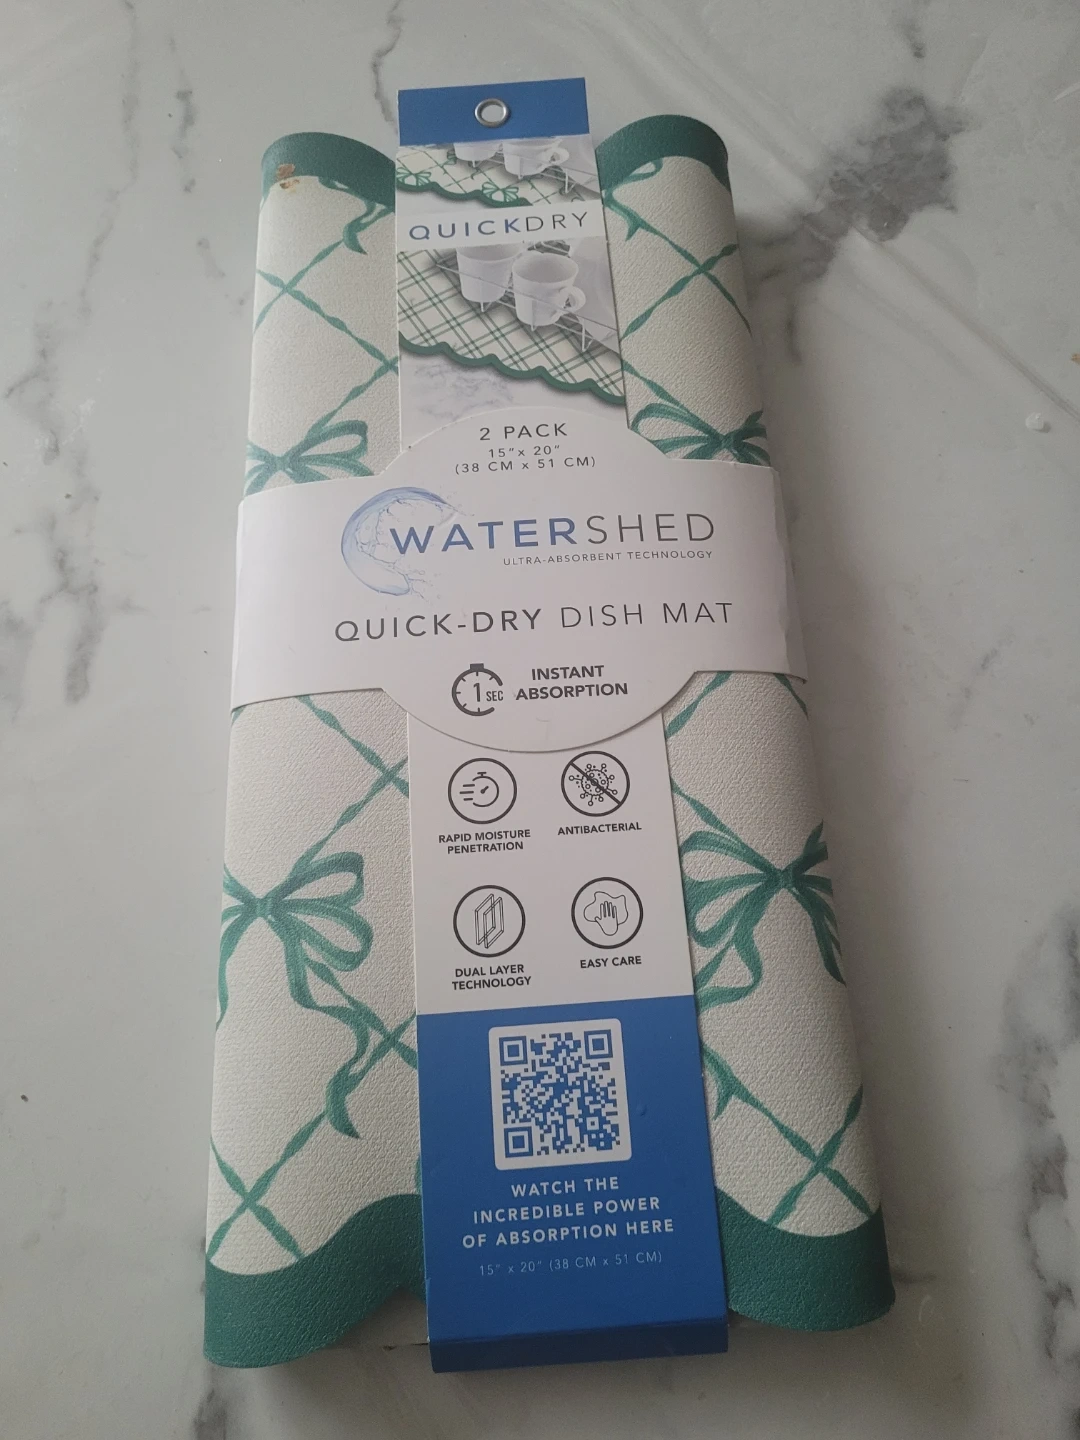 QUICKDRY
2 PACK
15” x 20”
(38 CM x 51 CM)
WATERSHED
ULTRA-ABSORBENT TECHNOLOGY
QUICK-DRY DISH MAT
1 SEC
INSTANT
ABSORPTION
RAPID MOISTURE
PENETRATION
ANTIBACTERIAL
DUAL LAYER
TECHNOLOGY
EASY CARE
WATCH THE
INCREDIBLE POWER
OF ABSORPTION HERE
15” x 20” (38 CM x 51 CM)